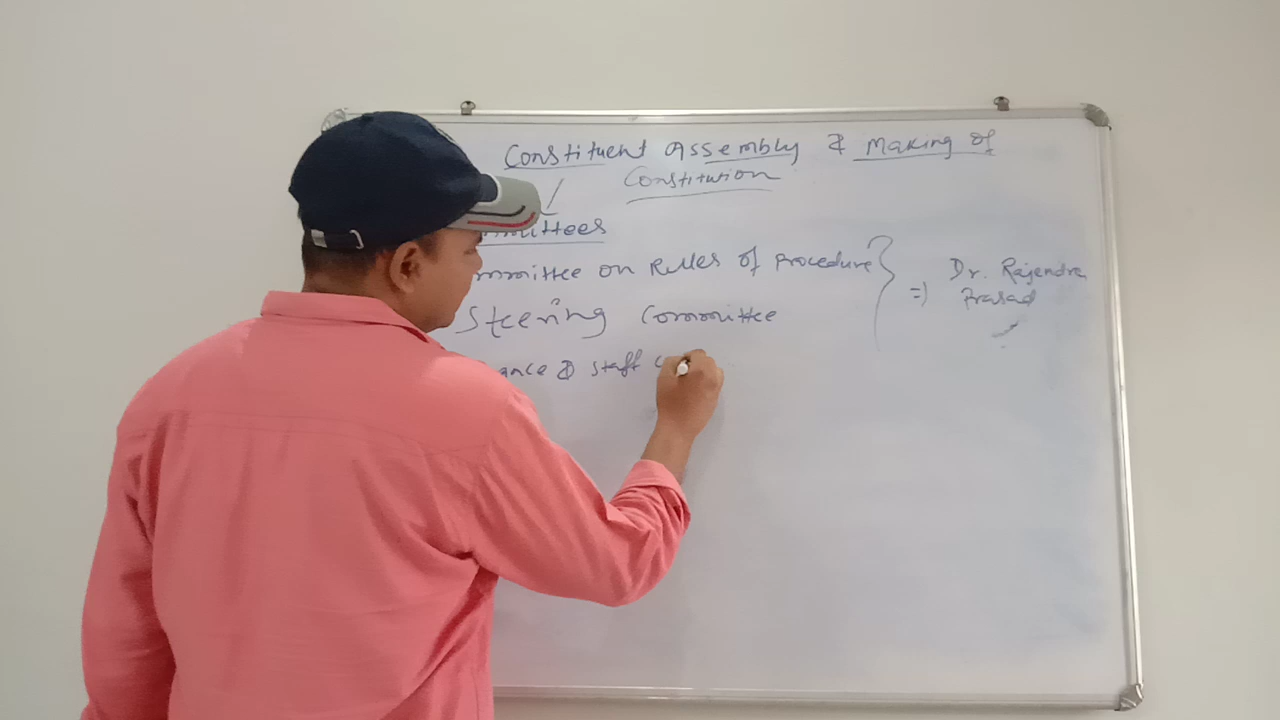 Constituent Assembly & Making of
Constitution
mmittees
mmittee on Rules of Procedure
Steering Committee
ance & staff c
=) Dr. Rajendra
Prasad